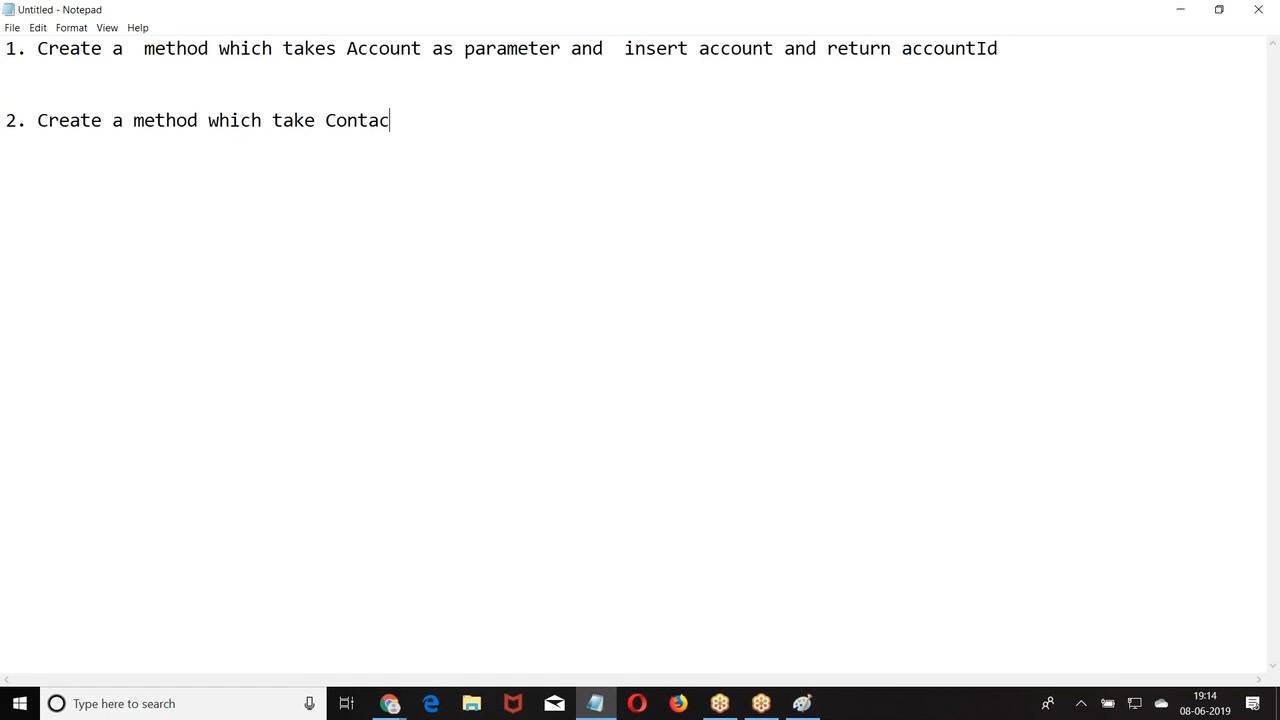 Untitled - Notepad
File Edit Format View Help
1. Create a  method which takes Account as parameter and  insert account and return accountId
2. Create a method which take Contac
Type here to search
19:14
08-06-2019